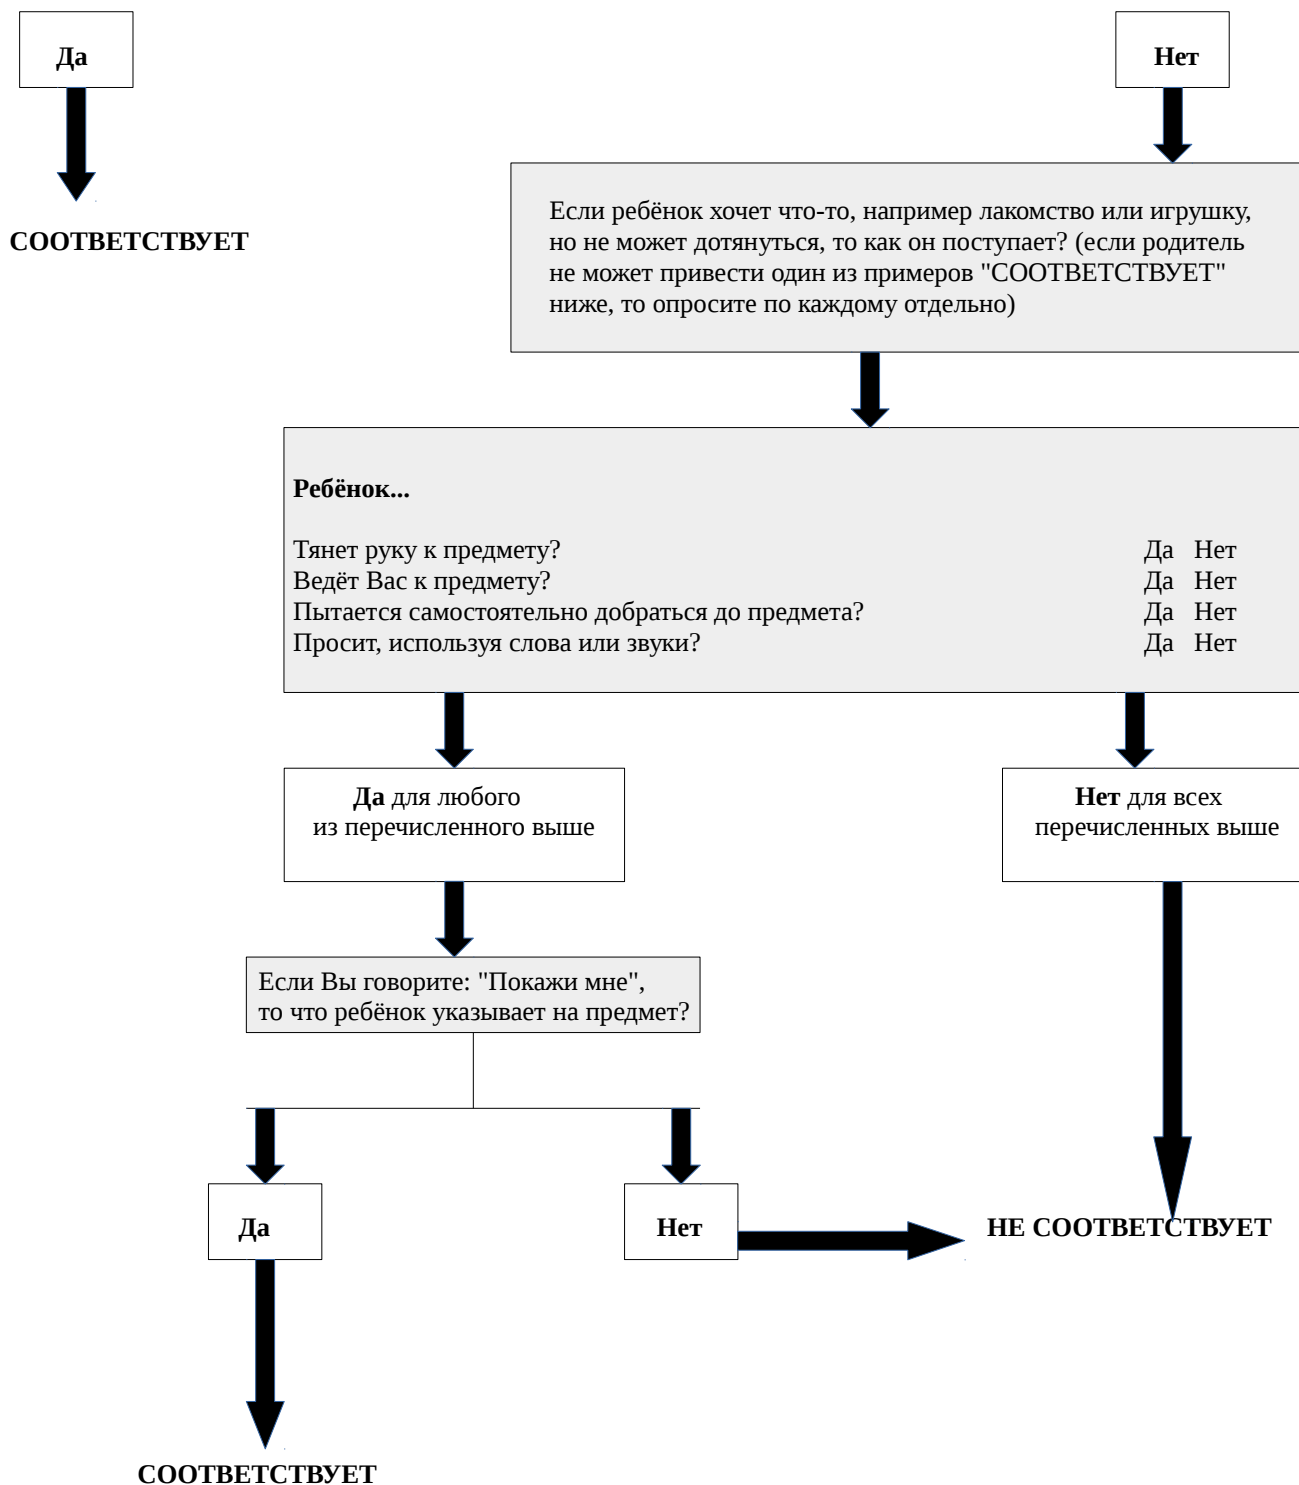 Да
Нет
СООТВЕТСТВУЕТ
Если ребёнок хочет что-то, например лакомство или игрушку,
но не может дотянуться, то как он поступает? (если родитель
не может привести один из примеров "СООТВЕТСТВУЕТ"
ниже, то опросите по каждому отдельно)
Ребёнок...
Тянет руку к предмету? Да Нет
Ведёт Вас к предмету? Да Нет
Пытается самостоятельно добраться до предмета? Да Нет
Просит, используя слова или звуки? Да Нет
Да для любого
из перечисленного выше
Нет для всех
перечисленных выше
Если Вы говорите: "Покажи мне",
то что ребёнок указывает на предмет?
Да
Нет
НЕ СООТВЕТСТВУЕТ
СООТВЕТСТВУЕТ